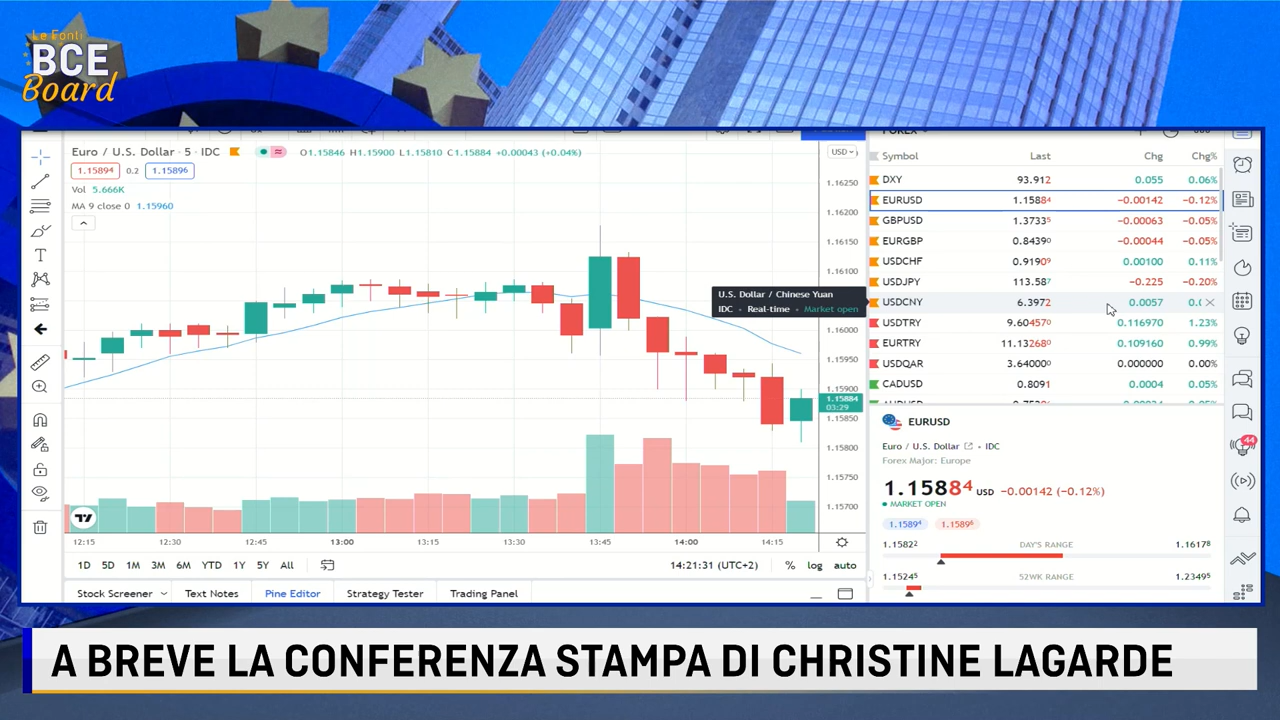 Le Fonti
BCE
Board
Euro / U.S. Dollar · 5 · IDC
O1.15846 H1.15900 L1.15810 C1.15884 +0.00043 (+0.04%)
USD
1.15894 0.2 1.15896
Vol 5.666K
MA 9 close 0 1.15960
1.16250
1.16200
1.16150
1.16100
1.16000
1.15950
1.15900
1.15884
03:29
1.15850
1.15800
1.15750
1.15700
U.S. Dollar / Chinese Yuan
IDC • Real-time • Market open
12:15 12:30 12:45 13:00 13:15 13:30 13:45 14:00 14:15
1D 5D 1M 3M 6M YTD 1Y 5Y All
14:21:31 (UTC+2) % log auto
Stock Screener Text Notes Pine Editor Strategy Tester Trading Panel
FOREX
Symbol Last Chg Chg%
DXY 93.912 0.055 0.06%
EURUSD 1.15884 −0.00142 −0.12%
GBPUSD 1.3733⁵ −0.00063 −0.05%
EURGBP 0.8439⁰ −0.00044 −0.05%
USDCHF 0.9190⁹ 0.00100 0.11%
USDJPY 113.58⁷ −0.225 −0.20%
USDCNY 6.3972 0.0057
USDTRY 9.60457⁰ 0.116970 1.23%
EURTRY 11.13268⁰ 0.109160 0.99%
USDQAR 3.64000⁰ 0.000000 0.00%
CADUSD 0.8091 0.0004 0.05%
EURUSD
Euro / U.S. Dollar • IDC
Forex Major: Europe
1.15884 USD −0.00142 (−0.12%)
• MARKET OPEN
1.1589⁴ 1.1589⁶
1.1582² DAY'S RANGE 1.1617⁸
1.1524⁵ 52WK RANGE 1.2349⁵
44
A BREVE LA CONFERENZA STAMPA DI CHRISTINE LAGARDE